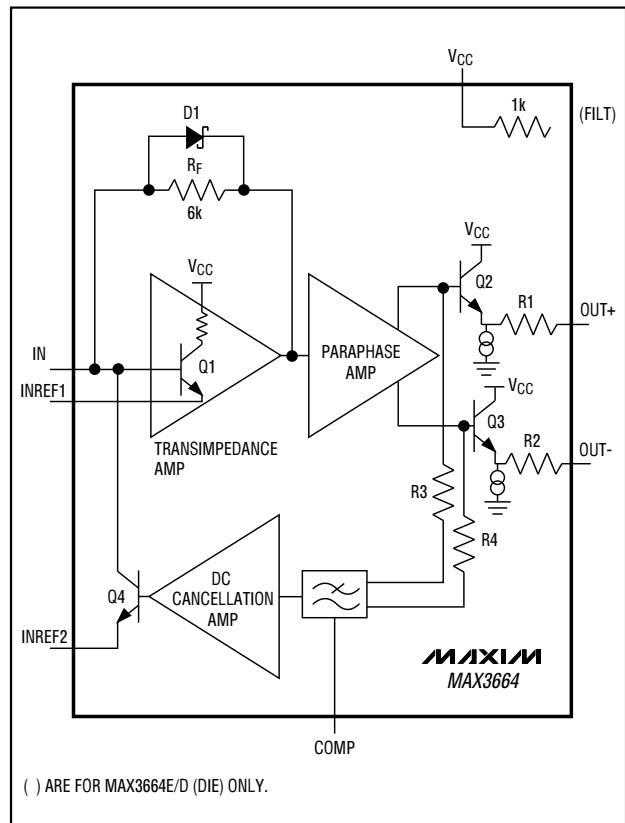 VCC
1k
(FILT)
D1
RF
6k
VCC
VCC
Q2
R1
OUT+
IN
Q1
PARAPHASE
AMP
INREF1
TRANSIMPEDANCE
AMP
VCC
Q3
R2
OUT-
R3
R4
DC
CANCELLATION
AMP
Q4
INREF2
MAXIM
MAX3664
COMP
( ) ARE FOR MAX3664E/D (DIE) ONLY.